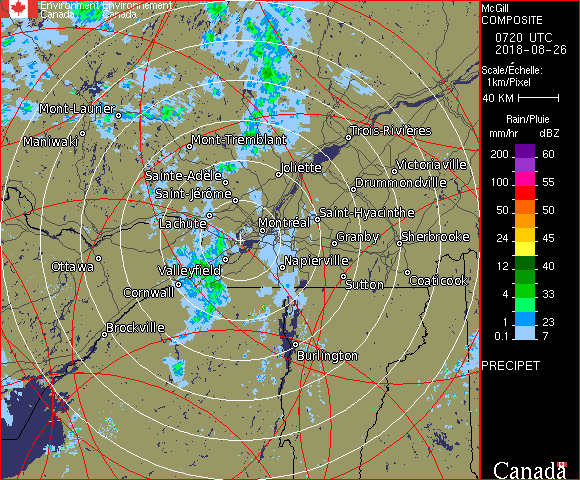 Environment Environnement
Canada Canada
McGill
COMPOSITE
0720 UTC
2018-08-26
Scale/Échelle:
1km/Pixel
40 KM
Rain/Pluie
mm/hr dBZ
200 60
100 55
50 50
24 45
12 40
4 33
1 23
0.1 7
PRECIPET
Canada
Mont-Laurier
Maniwaki
Mont-Tremblant
Trois-Rivières
Sainte-Adèle
Joliette
Victoriaville
Saint-Jérôme
Drummondville
Lachute
Montréal
Saint-Hyacinthe
Granby
Sherbrooke
Ottawa
Valleyfield
Napierville
Cornwall
Sutton
Coaticook
Brockville
Burlington